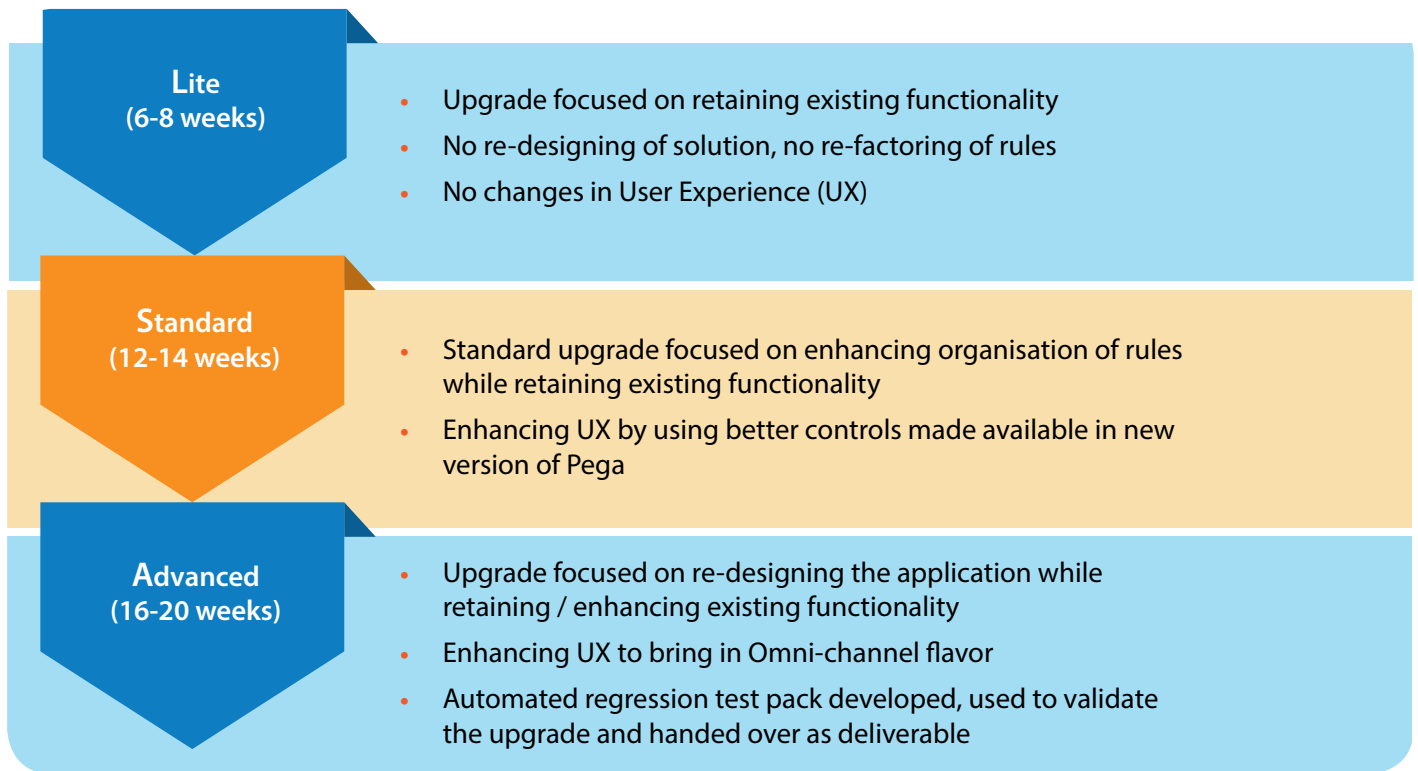 Lite
(6-8 weeks)
• Upgrade focused on retaining existing functionality
• No re-designing of solution, no re-factoring of rules
• No changes in User Experience (UX)
Standard
(12-14 weeks)
• Standard upgrade focused on enhancing organisation of rules
while retaining existing functionality
• Enhancing UX by using better controls made available in new
version of Pega
Advanced
(16-20 weeks)
• Upgrade focused on re-designing the application while
retaining / enhancing existing functionality
• Enhancing UX to bring in Omni-channel flavor
• Automated regression test pack developed, used to validate
the upgrade and handed over as deliverable